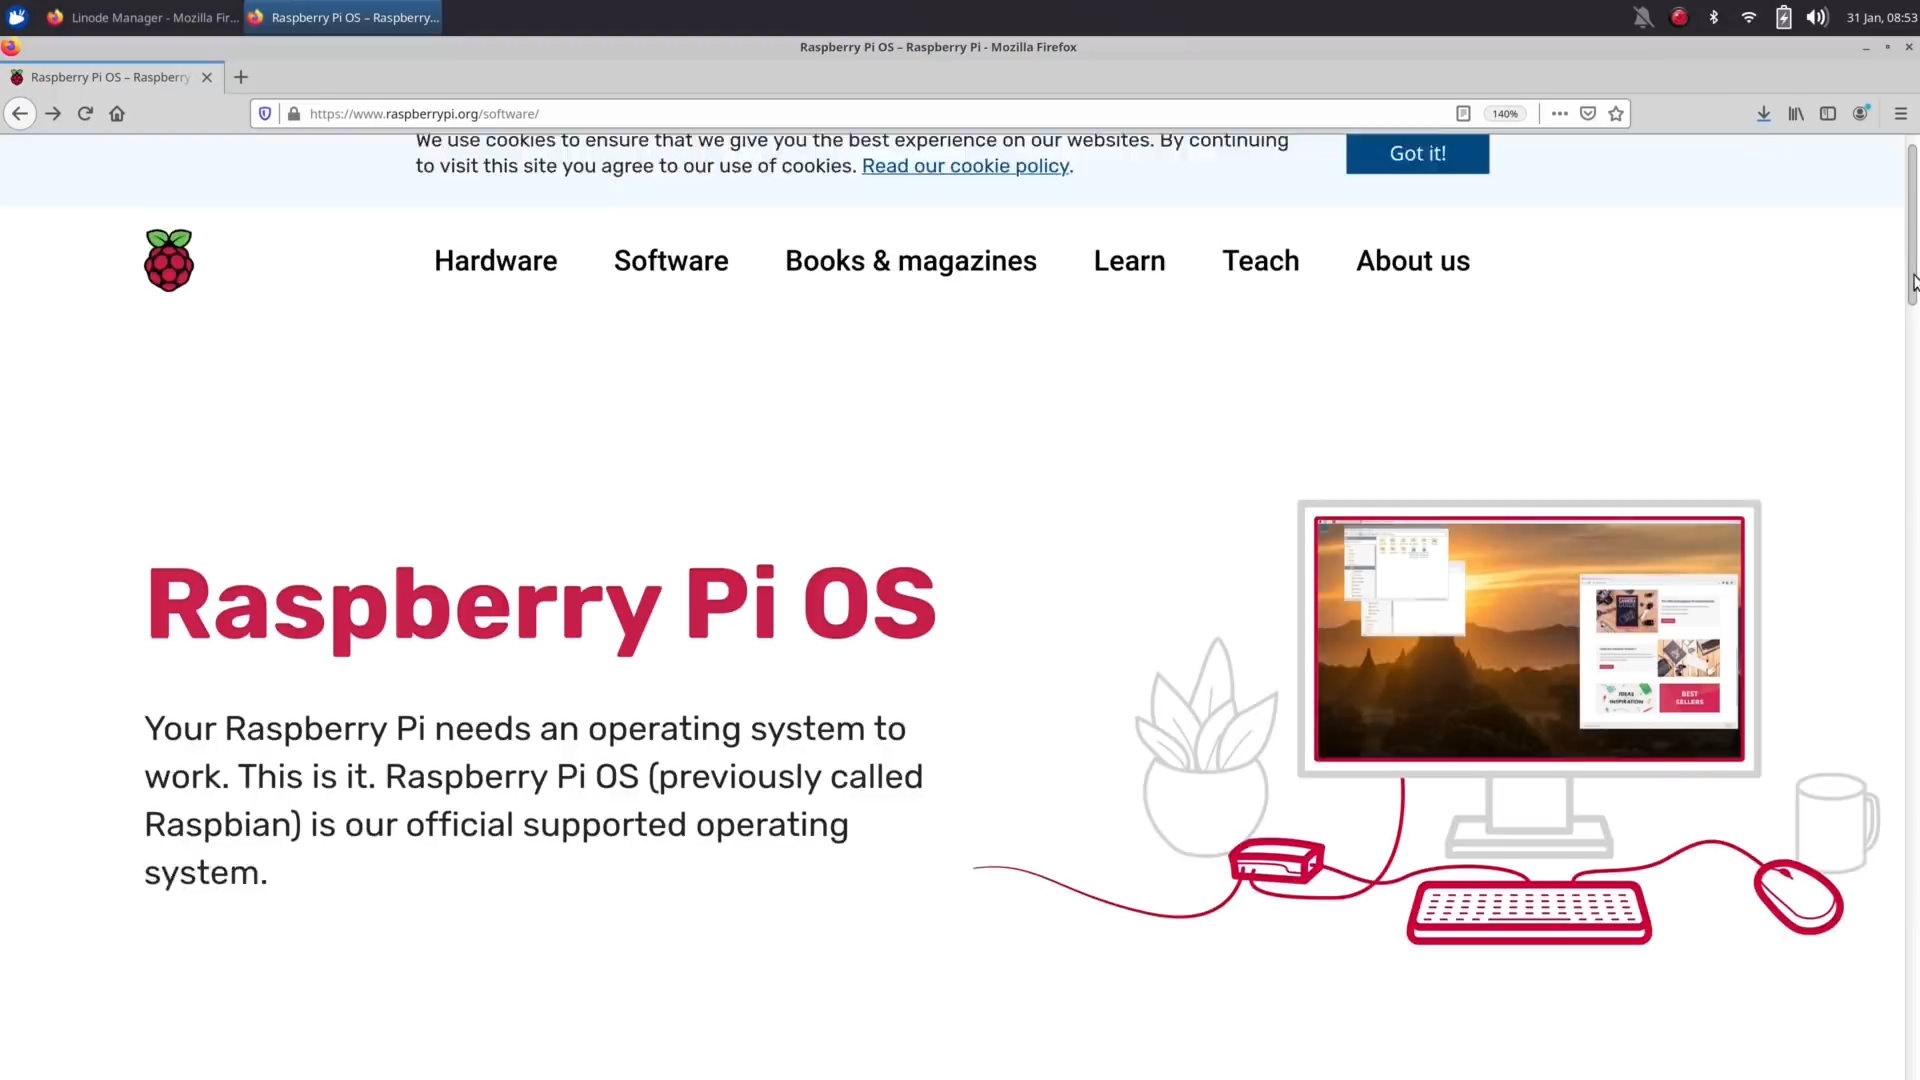 Linode Manager - Mozilla Fir...
Raspberry Pi OS – Raspberry...
31 Jan, 08:53
Raspberry Pi OS – Raspberry Pi - Mozilla Firefox
Raspberry Pi OS – Raspberry
https://www.raspberrypi.org/software/
140%
We use cookies to ensure that we give you the best experience on our websites. By continuing
to visit this site you agree to our use of cookies. Read our cookie policy.
Got it!
Hardware
Software
Books & magazines
Learn
Teach
About us
Raspberry Pi OS
Your Raspberry Pi needs an operating system to
work. This is it. Raspberry Pi OS (previously called
Raspbian) is our official supported operating
system.
IDEAS
INSPIRATION
BEST
SELLERS